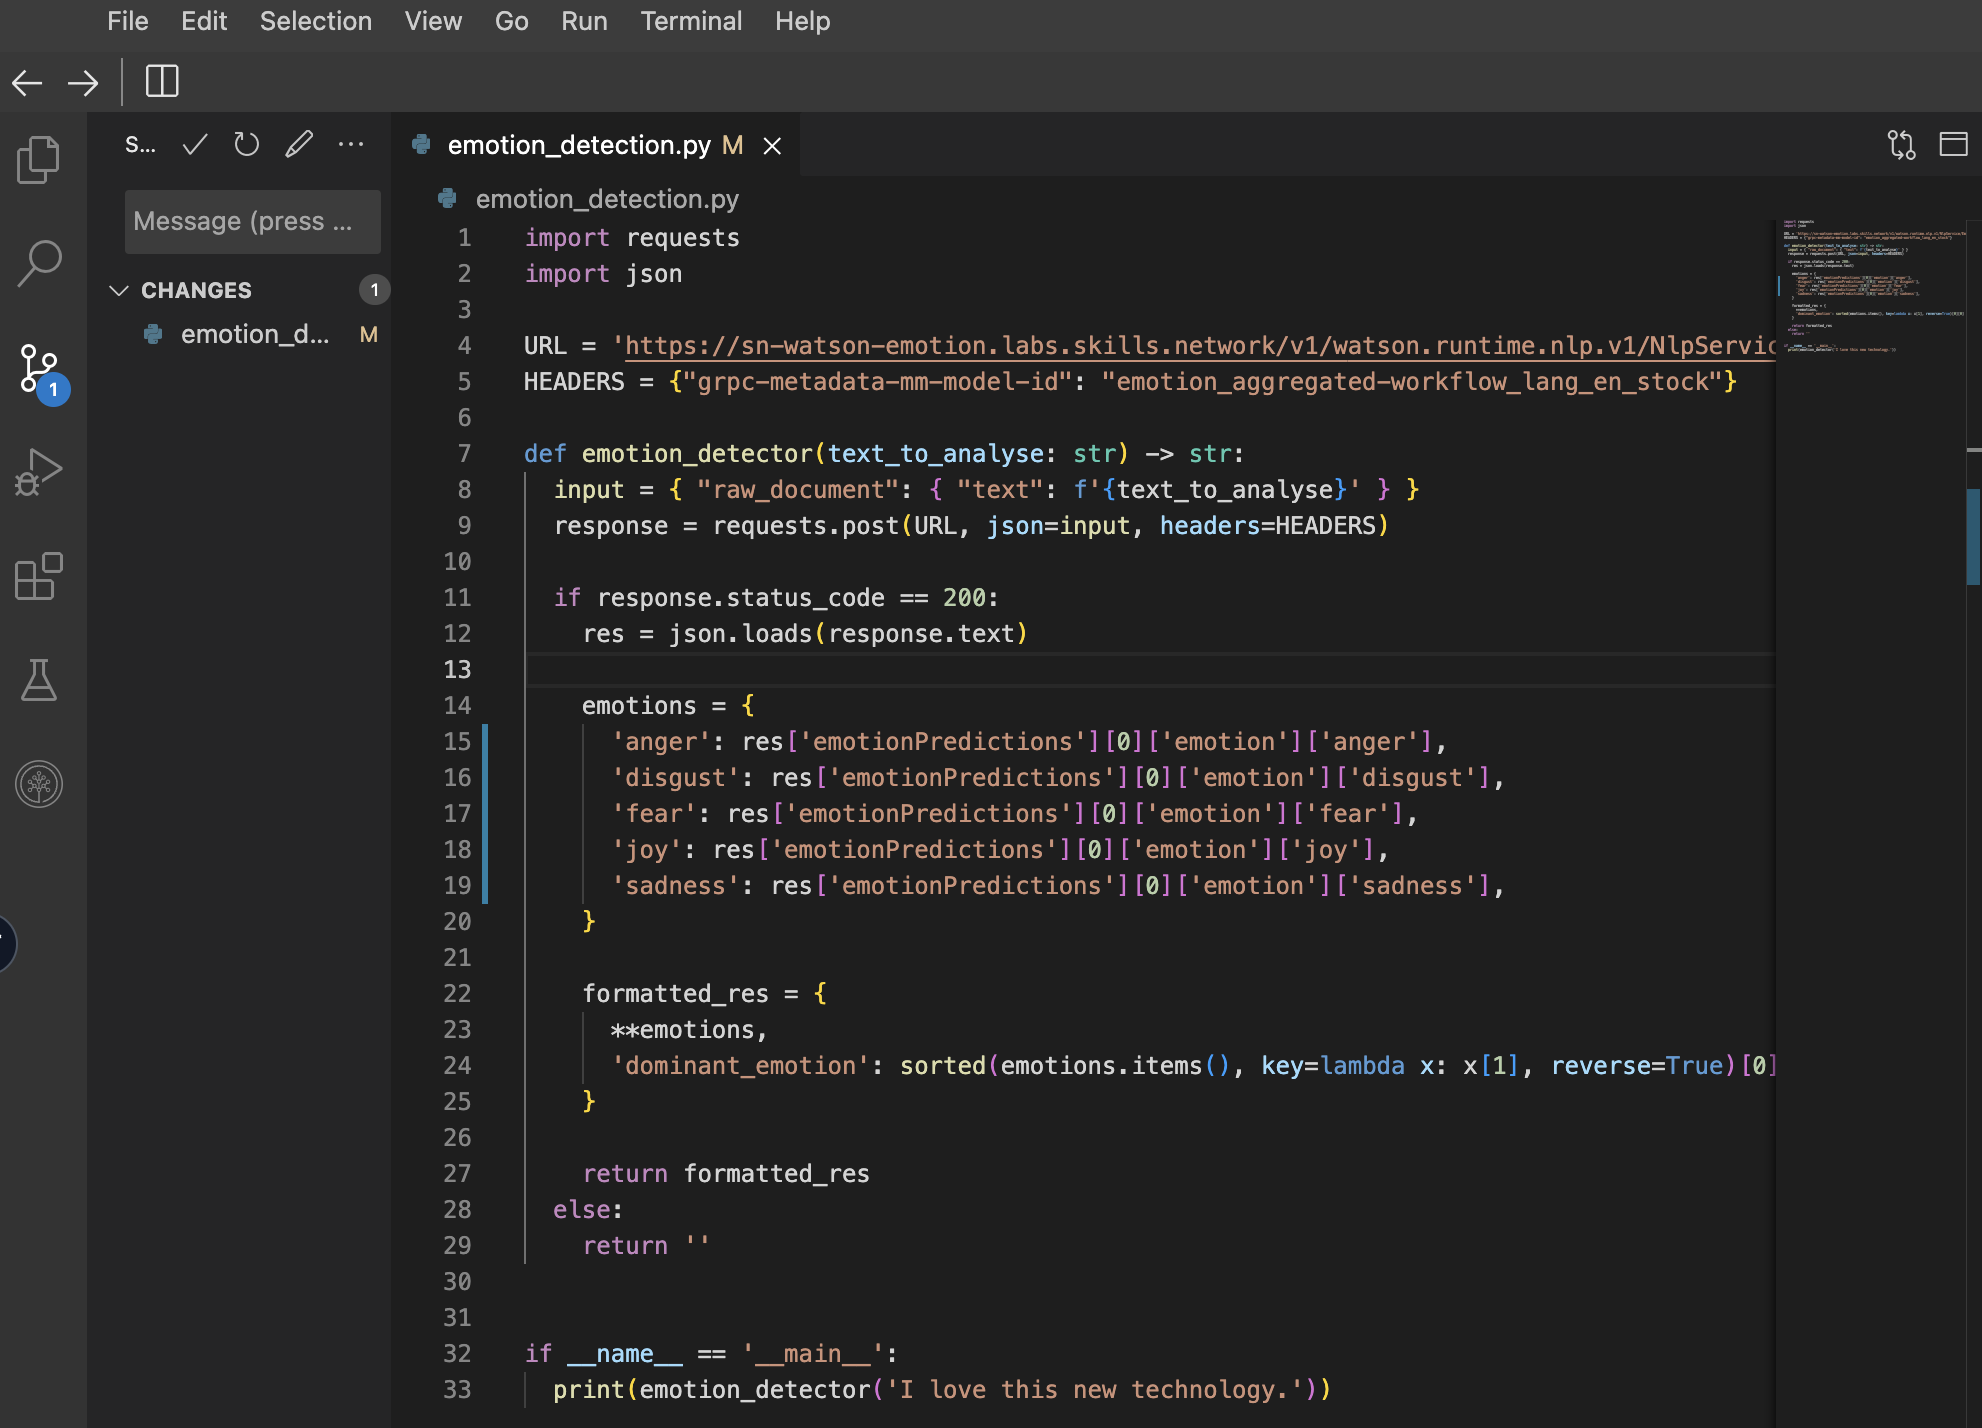 File Edit Selection View Go Run Terminal Help
S...
emotion_detection.py M
Message (press ...
CHANGES 1
emotion_d... M
1
emotion_detection.py
1 import requests
2 import json
3
4 URL = 'https://sn-watson-emotion.labs.skills.network/v1/watson.runtime.nlp.v1/NlpServic
5 HEADERS = {"grpc-metadata-mm-model-id": "emotion_aggregated-workflow_lang_en_stock"}
6
7 def emotion_detector(text_to_analyse: str) -> str:
8 input = { "raw_document": { "text": f'{text_to_analyse}' } }
9 response = requests.post(URL, json=input, headers=HEADERS)
10
11 if response.status_code == 200:
12 res = json.loads(response.text)
13
14 emotions = {
15 'anger': res['emotionPredictions'][0]['emotion']['anger'],
16 'disgust': res['emotionPredictions'][0]['emotion']['disgust'],
17 'fear': res['emotionPredictions'][0]['emotion']['fear'],
18 'joy': res['emotionPredictions'][0]['emotion']['joy'],
19 'sadness': res['emotionPredictions'][0]['emotion']['sadness'],
20 }
21
22 formatted_res = {
23 **emotions,
24 'dominant_emotion': sorted(emotions.items(), key=lambda x: x[1], reverse=True)[0]
25 }
26
27 return formatted_res
28 else:
29 return ''
30
31
32 if __name__ == '__main__':
33 print(emotion_detector('I love this new technology.'))